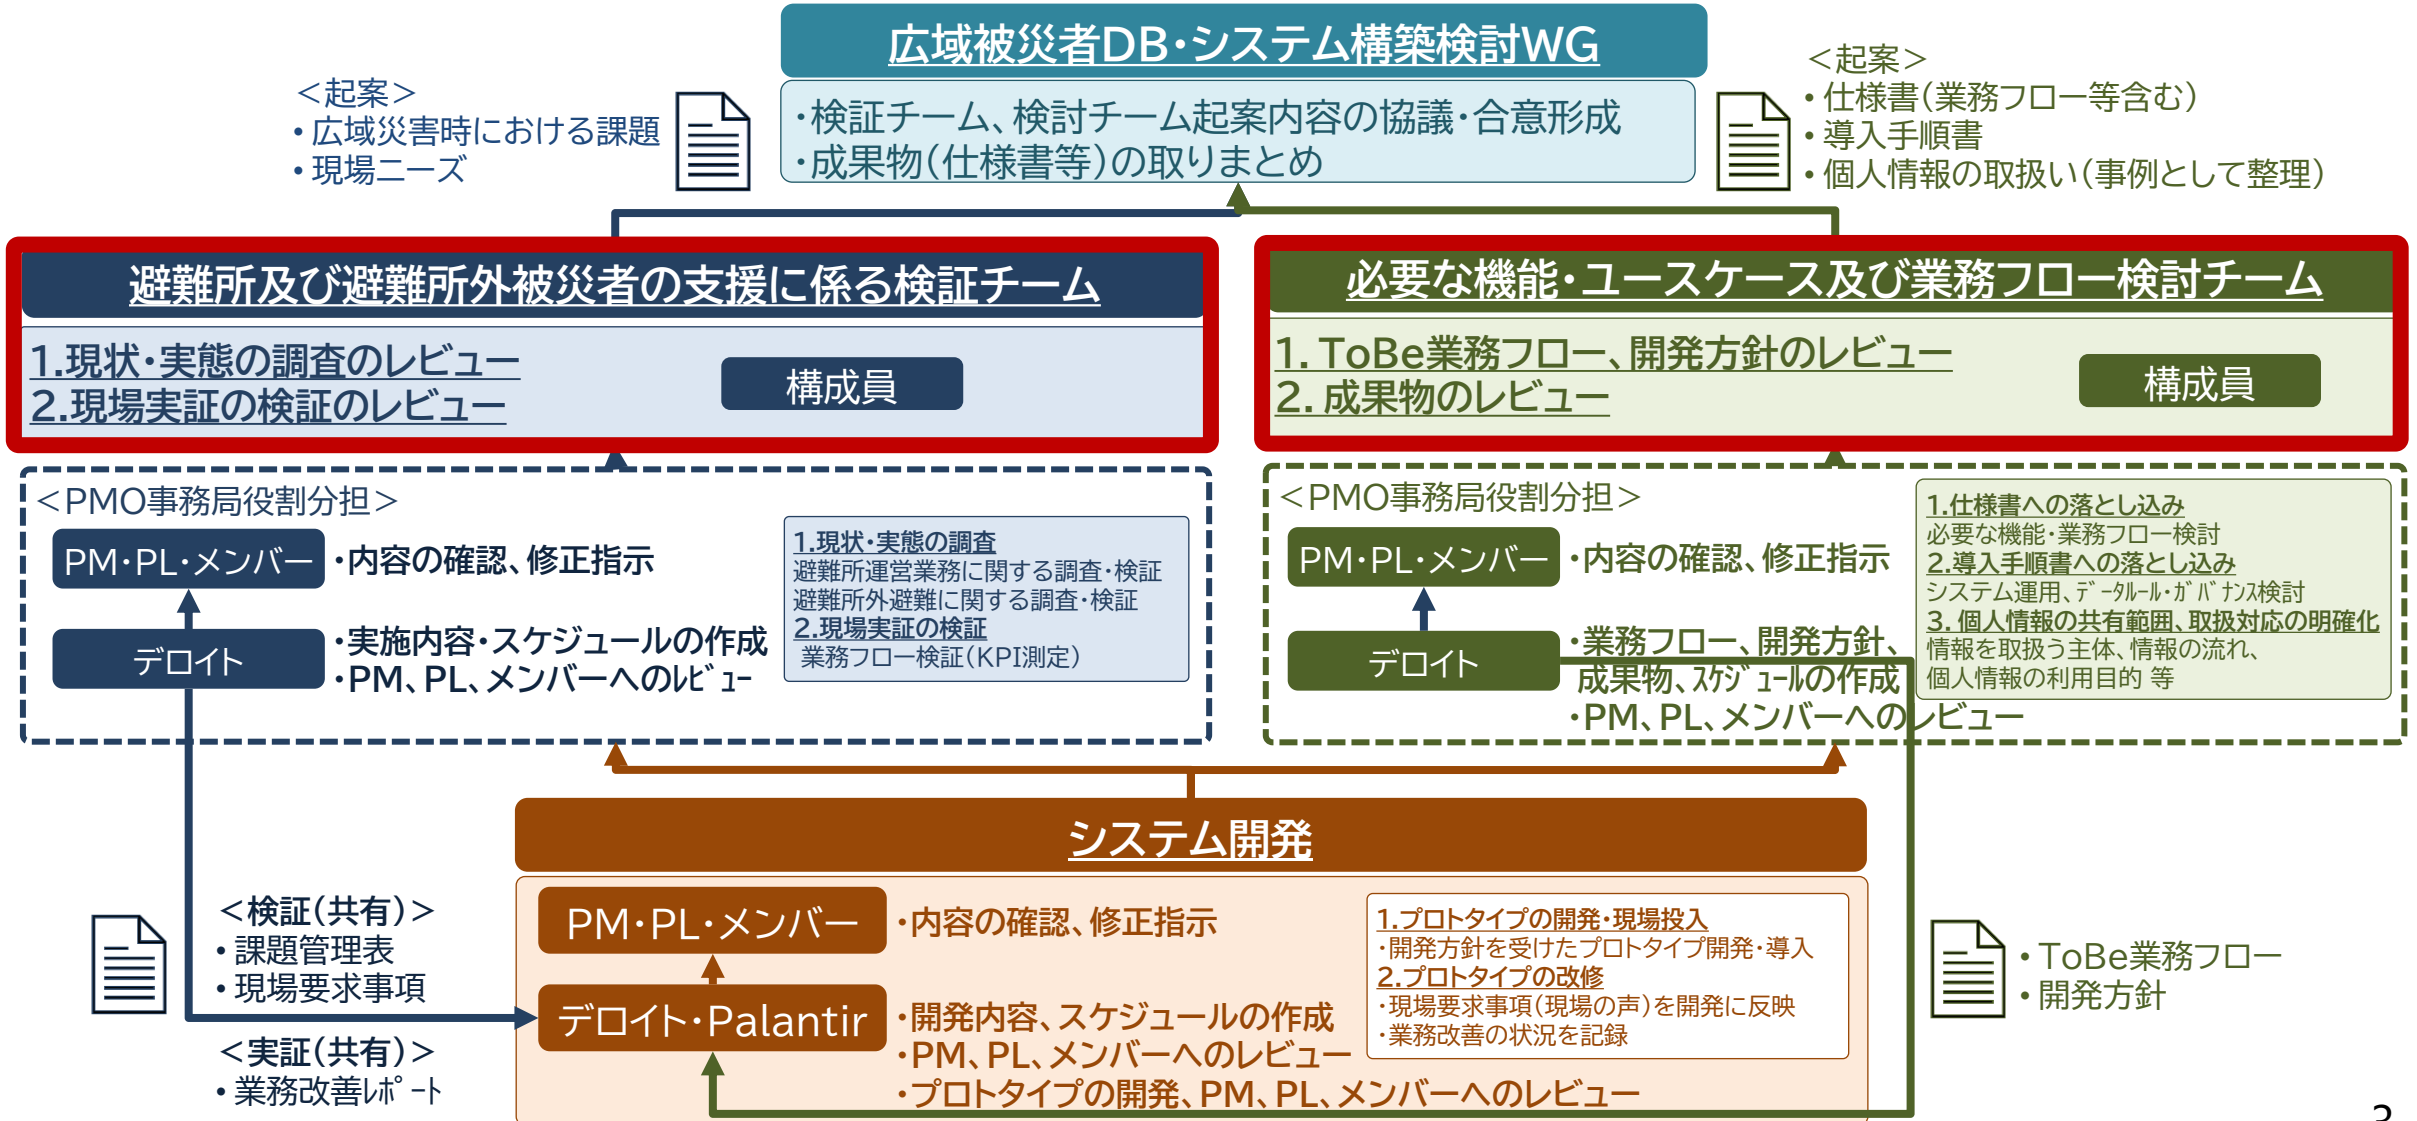 広域被災者DB・システム構築検討WG
・検証チーム、検討チーム起案内容の協議・合意形成
・成果物(仕様書等)の取りまとめ
＜起案＞
・広域災害時における課題
・現場ニーズ
＜起案＞
・仕様書(業務フロー等含む)
・導入手順書
・個人情報の取扱い(事例として整理)
避難所及び避難所外被災者の支援に係る検証チーム
1.現状・実態の調査のレビュー
2.現場実証の検証のレビュー
構成員
必要な機能・ユースケース及び業務フロー検討チーム
1. ToBe業務フロー、開発方針のレビュー
2. 成果物のレビュー
構成員
＜PMO事務局役割分担＞
PM・PL・メンバー
・内容の確認、修正指示
デロイト
・実施内容・スケジュールの作成
・PM、PL、メンバーへのﾚﾋﾞｭｰ
1.現状・実態の調査
避難所運営業務に関する調査・検証
避難所外避難に関する調査・検証
2.現場実証の検証
業務フロー検証(KPI測定)
＜PMO事務局役割分担＞
PM・PL・メンバー
・内容の確認、修正指示
デロイト
・業務フロー、開発方針、
成果物、ｽｹｼﾞｭｰﾙの作成
・PM、PL、メンバーへのレビュー
1.仕様書への落とし込み
必要な機能・業務フロー検討
2.導入手順書への落とし込み
システム運用、ﾃﾞｰﾀﾙｰﾙ・ｶﾞﾊﾞﾅﾝｽ検討
3. 個人情報の共有範囲、取扱対応の明確化
情報を取扱う主体、情報の流れ、
個人情報の利用目的 等
システム開発
PM・PL・メンバー
・内容の確認、修正指示
デロイト・Palantir
・開発内容、スケジュールの作成
・PM、PL、メンバーへのレビュー
・プロトタイプの開発、PM、PL、メンバーへのレビュー
1.プロトタイプの開発・現場投入
・開発方針を受けたプロトタイプ開発・導入
2.プロトタイプの改修
・現場要求事項(現場の声)を開発に反映
・業務改善の状況を記録
＜検証(共有)＞
・課題管理表
・現場要求事項
＜実証(共有)＞
・業務改善ﾚﾎﾟｰﾄ
・ToBe業務フロー
・開発方針